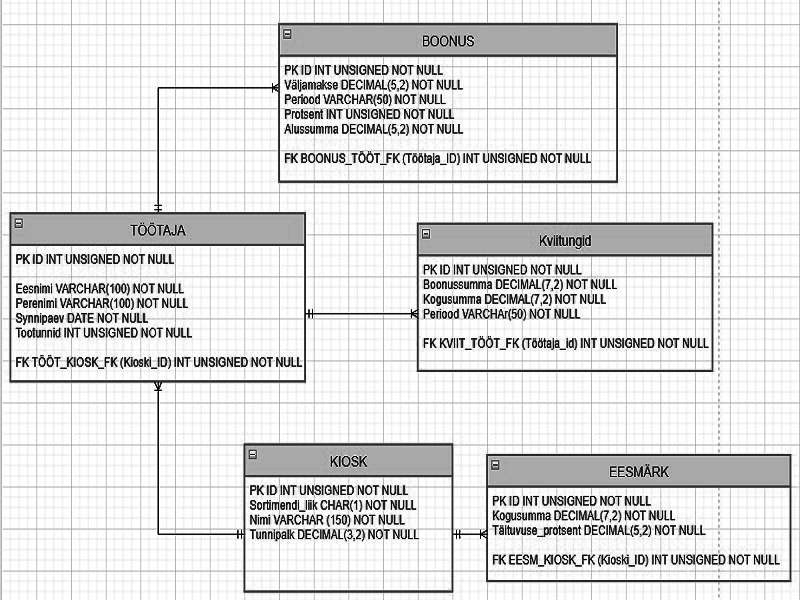 BOONUS
PK ID INT UNSIGNED NOT NULL
Väljamakse DECIMAL(5,2) NOT NULL
Periood VARCHAR(50) NOT NULL
Protsent INT UNSIGNED NOT NULL
Alussumma DECIMAL(5,2) NOT NULL
FK BOONUS_TÖÖT_FK (Töötaja_ID) INT UNSIGNED NOT NULL
TÖÖTAJA
PK ID INT UNSIGNED NOT NULL
Eesnimi VARCHAR(100) NOT NULL
Perenimi VARCHAR(100) NOT NULL
Synnipaev DATE NOT NULL
Tootunnid INT UNSIGNED NOT NULL
FK TÖÖT_KIOSK_FK (Kioski_ID) INT UNSIGNED NOT NULL
Kviitungid
PK ID INT UNSIGNED NOT NULL
Boonussumma DECIMAL(7,2) NOT NULL
Kogusumma DECIMAL(7,2) NOT NULL
Periood VARCHAr(50) NOT NULL
FK KVIIT_TÖÖT_FK (Töötaja_id) INT UNSIGNED NOT NULL
KIOSK
PK ID INT UNSIGNED NOT NULL
Sortimendi_liik CHAR(1) NOT NULL
Nimi VARCHAR (150) NOT NULL
Tunnipalk DECIMAL(3,2) NOT NULL
EESMÄRK
PK ID INT UNSIGNED NOT NULL
Kogusumma DECIMAL(7,2) NOT NULL
Täituvuse_protsent DECIMAL(5,2) NOT NULL
FK EESM_KIOSK_FK (Kioski_ID) INT UNSIGNED NOT NULL